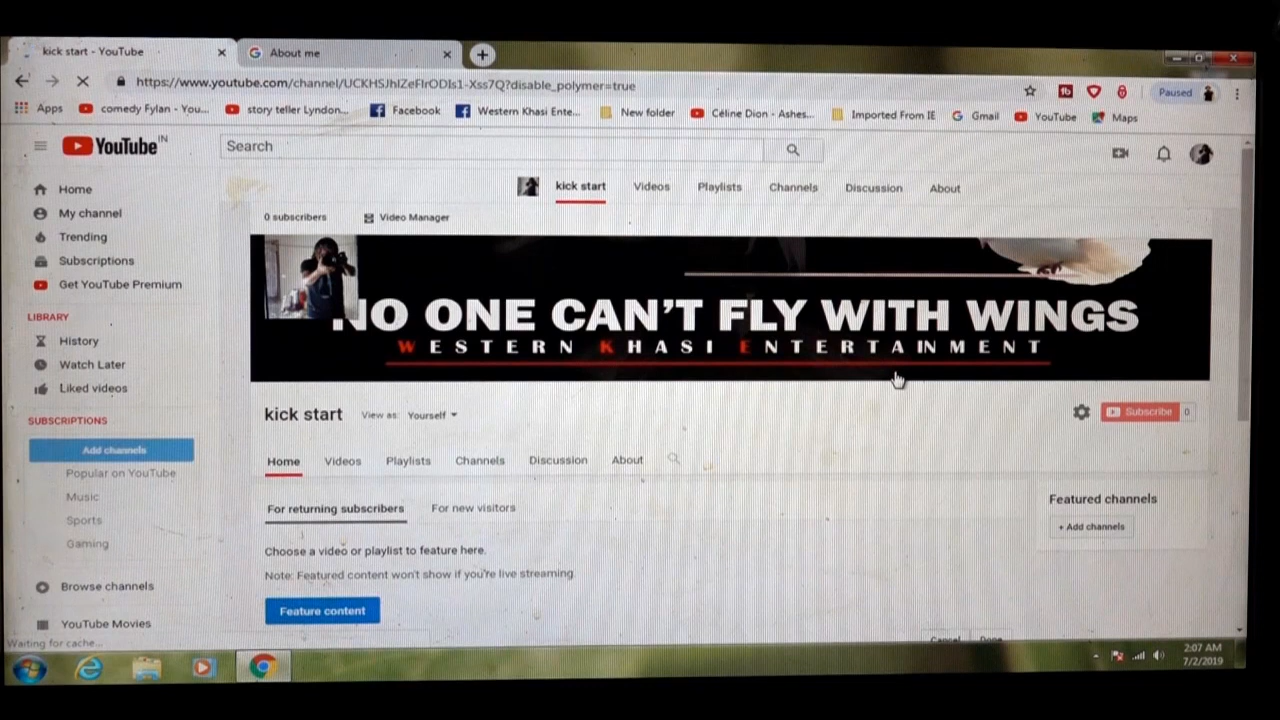 kick start - YouTube
About me
https://www.youtube.com/channel/UCKHSJhIZeFIrODIs1-Xss7Q?disable_polymer=true
Paused
Apps comedy Fylan - You... story teller Lyndon... Facebook Western Khasi Ente... New folder Céline Dion - Ashes... Imported From IE Gmail YouTube Maps
YouTube IN
Search
kick start Videos Playlists Channels Discussion About
0 subscribers Video Manager
Home
My channel
Trending
Subscriptions
Get YouTube Premium
LIBRARY
History
Watch Later
Liked videos
SUBSCRIPTIONS
Add channels
Popular on YouTube
Music
Sports
Gaming
Browse channels
YouTube Movies
NO ONE CAN'T FLY WITH WINGS
WESTERN KHASI ENTERTAINMENT
kick start View as: Yourself
Subscribe 0
Home Videos Playlists Channels Discussion About
For returning subscribers For new visitors
Choose a video or playlist to feature here.
Note: Featured content won't show if you're live streaming
Feature content
Featured channels
+ Add channels
Cancel Done
Waiting for cache...
2:07 AM
7/2/2019